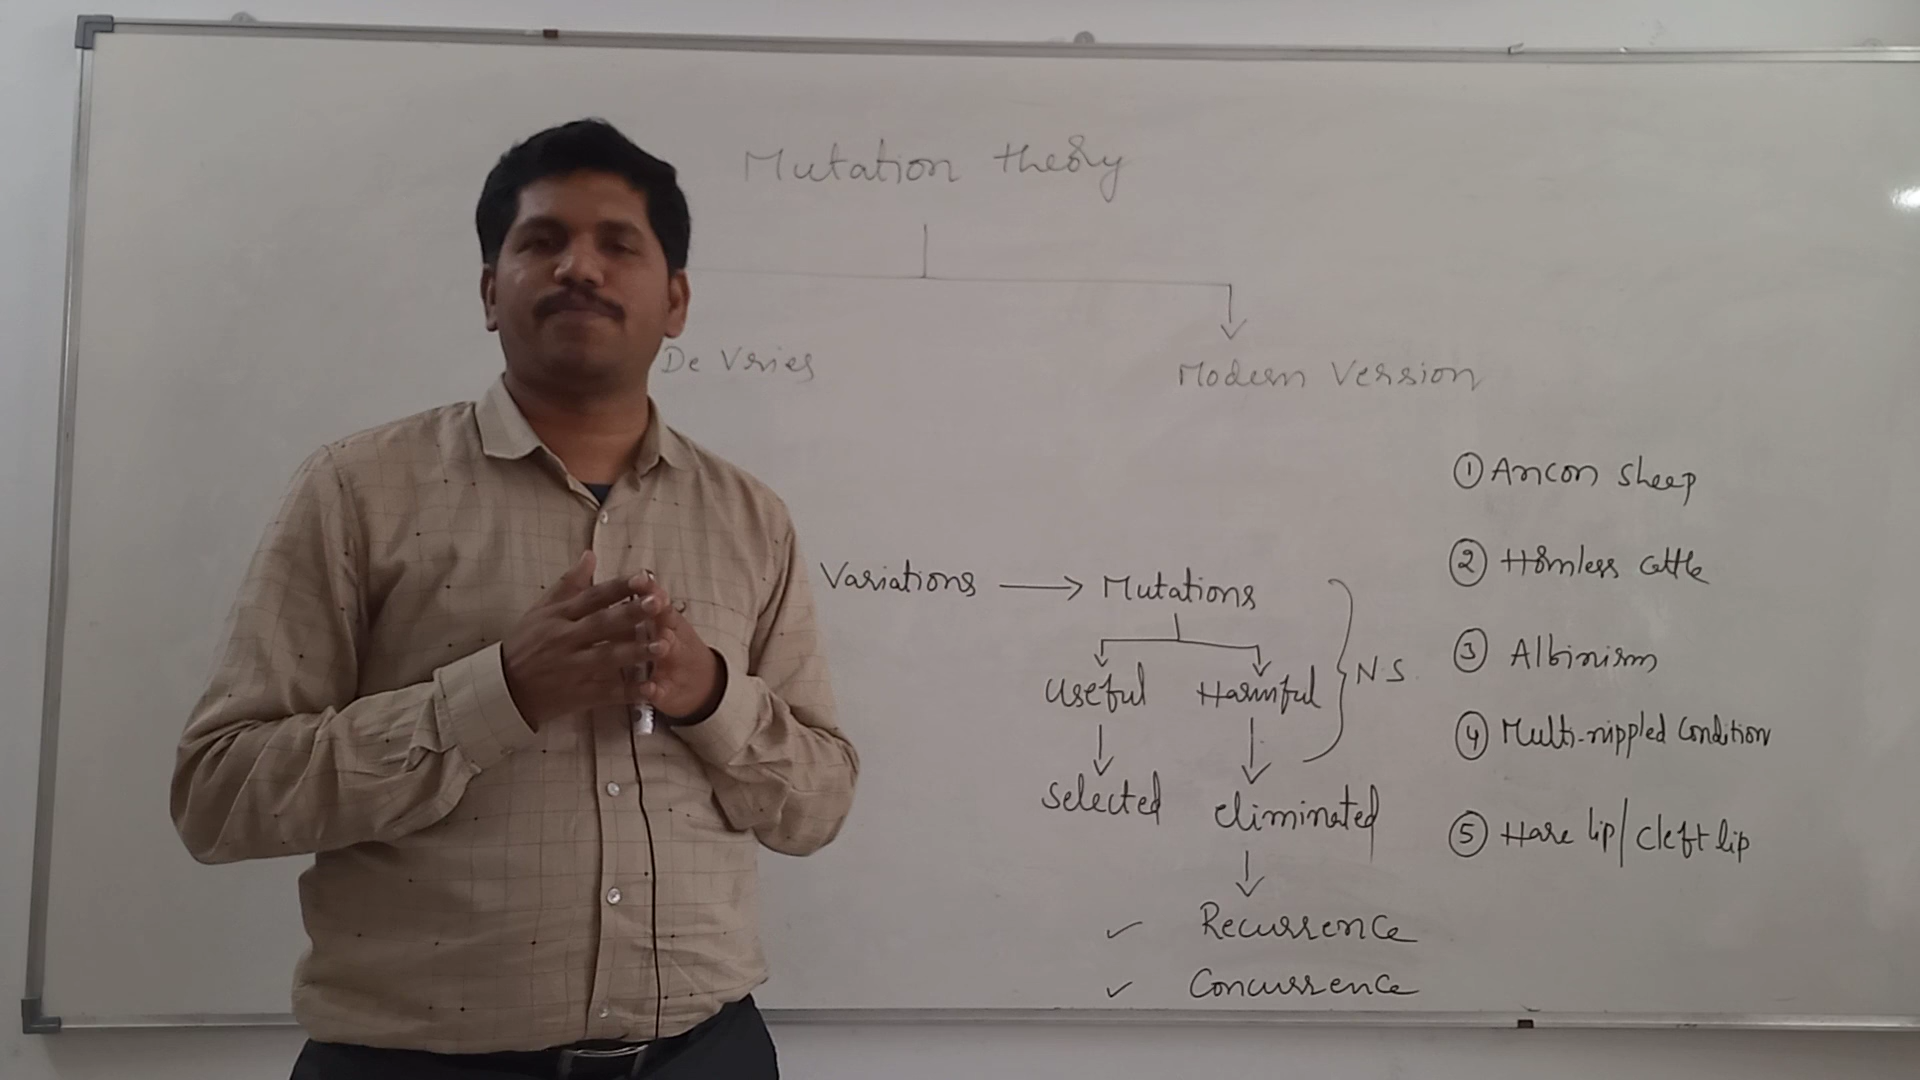 Mutation theory
De Vries
Modern Version
Variations → Mutations
Useful Harmful
} N.S.
Selected eliminated
✓ Recurrence
✓ Concurrence
① Ancon sheep
② Hornless cattle
③ Albinism
④ Multi-nippled Condition
⑤ Hare lip/cleft lip